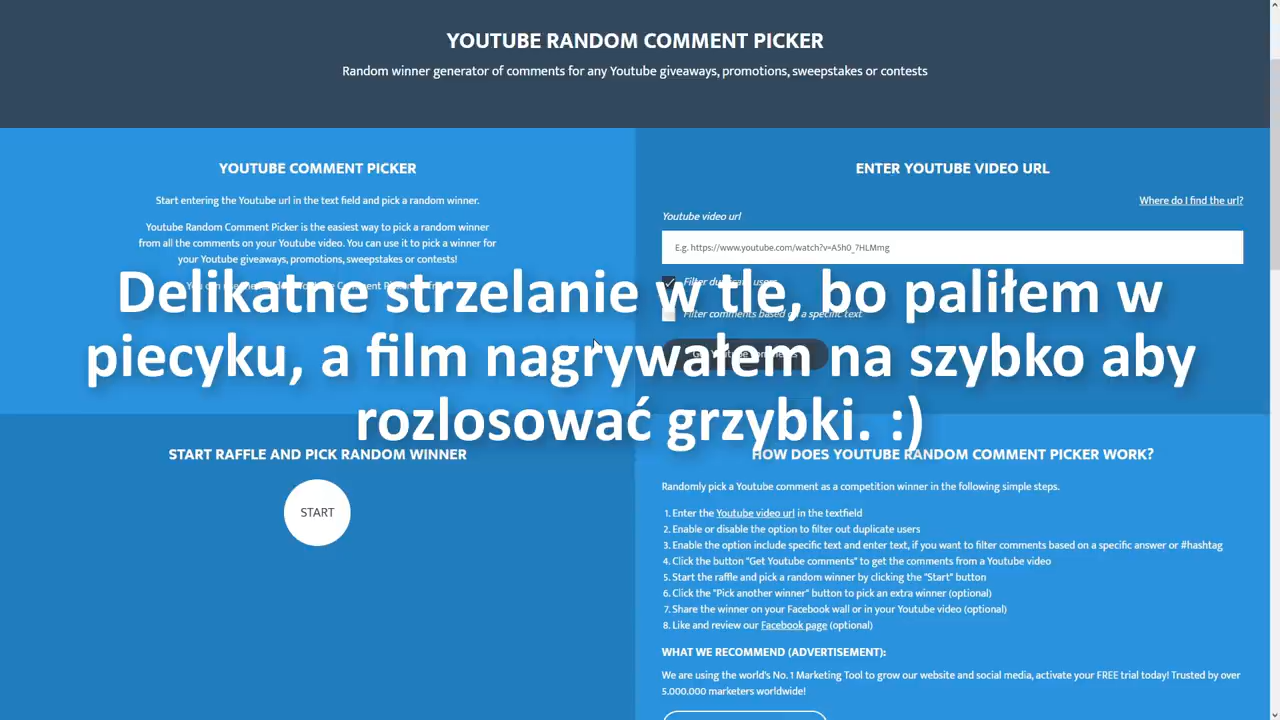 YOUTUBE RANDOM COMMENT PICKER
Random winner generator of comments for any Youtube giveaways, promotions, sweepstakes or contests
YOUTUBE COMMENT PICKER
Start entering the Youtube url in the text field and pick a random winner.
Youtube Random Comment Picker is the easiest way to pick a random winner
from all the comments on your Youtube video. You can use it to pick a winner for
your Youtube giveaways, promotions, sweepstakes or contests!
ENTER YOUTUBE VIDEO URL
Where do I find the url?
Youtube video url
E.g. https://www.youtube.com/watch?v=A5h0_7HLMmg
Filter duplicate users
Filter comments based on a specific text
Delikatne strzelanie w tle, bo paliłem w
piecyku, a film nagrywałem na szybko aby
rozlosować grzybki. :)
START RAFFLE AND PICK RANDOM WINNER
START
HOW DOES YOUTUBE RANDOM COMMENT PICKER WORK?
Randomly pick a Youtube comment as a competition winner in the following simple steps.
1. Enter the Youtube video url in the textfield
2. Enable or disable the option to filter out duplicate users
3. Enable the option include specific text and enter text, if you want to filter comments based on a specific answer or #hashtag
4. Click the button "Get Youtube comments" to get the comments from a Youtube video
5. Start the raffle and pick a random winner by clicking the "Start" button
6. Click the "Pick another winner" button to pick an extra winner (optional)
7. Share the winner on your Facebook wall or in your Youtube video (optional)
8. Like and review our Facebook page (optional)
WHAT WE RECOMMEND (ADVERTISEMENT):
We are using the world's No. 1 Marketing Tool to grow our website and social media, activate your FREE trial today! Trusted by over
5.000.000 marketers worldwide!